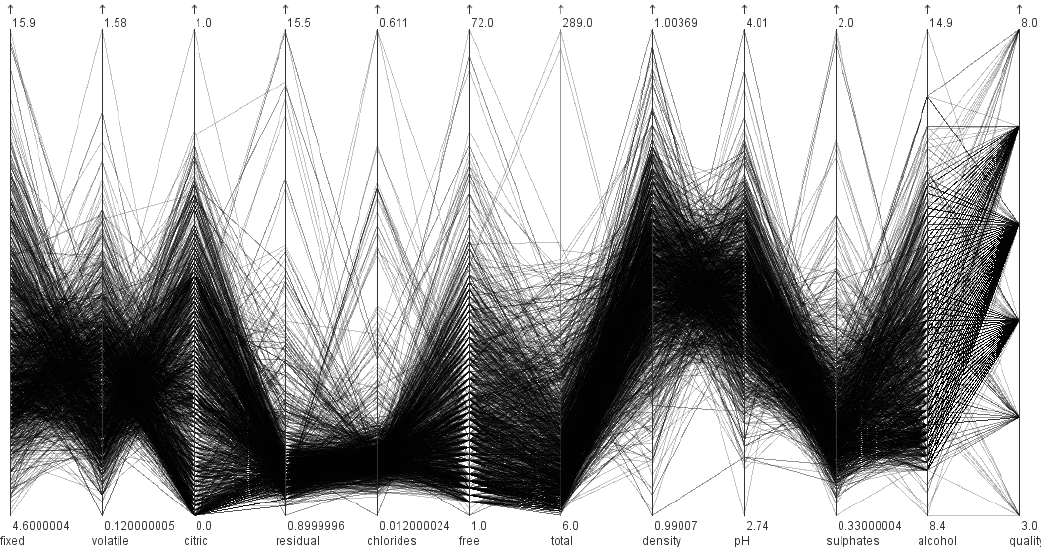 15.9 1.58 1.0 15.5 0.611 72.0 289.0 1.00369 4.01 2.0 14.9 8.0
4.6000004 0.120000005 0.0 0.8999996 0.012000024 1.0 6.0 0.99007 2.74 0.33000004 8.4 3.0
fixed volatile citric residual chlorides free total density pH sulphates alcohol quality